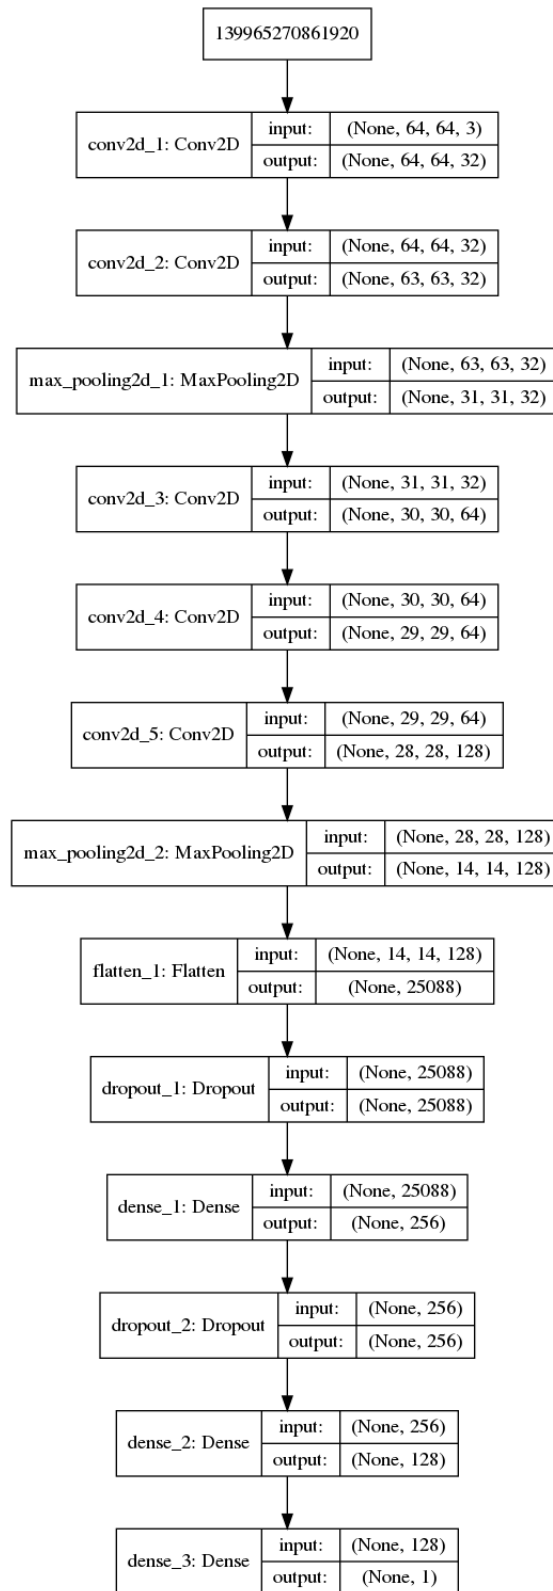 139965270861920
conv2d_1: Conv2D
input: (None, 64, 64, 3)
output: (None, 64, 64, 32)
conv2d_2: Conv2D
input: (None, 64, 64, 32)
output: (None, 63, 63, 32)
max_pooling2d_1: MaxPooling2D
input: (None, 63, 63, 32)
output: (None, 31, 31, 32)
conv2d_3: Conv2D
input: (None, 31, 31, 32)
output: (None, 30, 30, 64)
conv2d_4: Conv2D
input: (None, 30, 30, 64)
output: (None, 29, 29, 64)
conv2d_5: Conv2D
input: (None, 29, 29, 64)
output: (None, 28, 28, 128)
max_pooling2d_2: MaxPooling2D
input: (None, 28, 28, 128)
output: (None, 14, 14, 128)
flatten_1: Flatten
input: (None, 14, 14, 128)
output: (None, 25088)
dropout_1: Dropout
input: (None, 25088)
output: (None, 25088)
dense_1: Dense
input: (None, 25088)
output: (None, 256)
dropout_2: Dropout
input: (None, 256)
output: (None, 256)
dense_2: Dense
input: (None, 256)
output: (None, 128)
dense_3: Dense
input: (None, 128)
output: (None, 1)